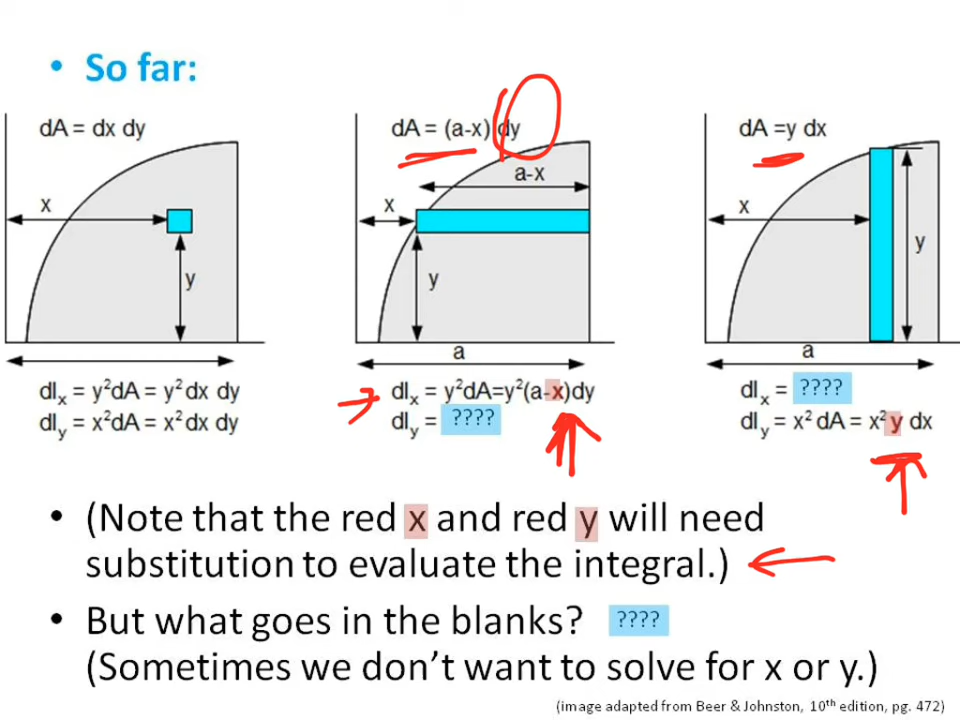 • So far:
dA = dx dy
x
y
dIx = y²dA = y² dx dy
dIy = x²dA = x² dx dy
dA = (a-x) dy
a-x
x
y
a
dIx = y²dA=y²(a-x)dy
dIy = ????
dA =y dx
x
y
a
dIx = ????
dIy = x² dA = x² y dx
• (Note that the red x and red y will need
substitution to evaluate the integral.)
• But what goes in the blanks? ????
(Sometimes we don’t want to solve for x or y.)
(image adapted from Beer & Johnston, 10th edition, pg. 472)